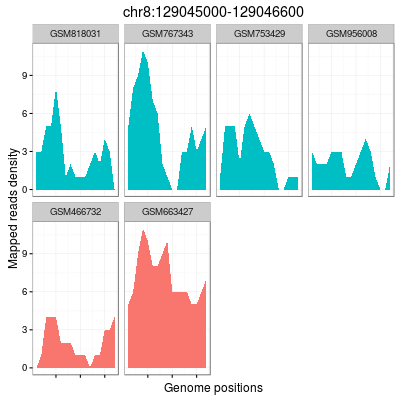 chr8:129045000-129046600
GSM818031 GSM767343 GSM753429 GSM956008
9
6
3
0
GSM466732 GSM663427
9
6
3
0
Mapped reads density
Genome positions